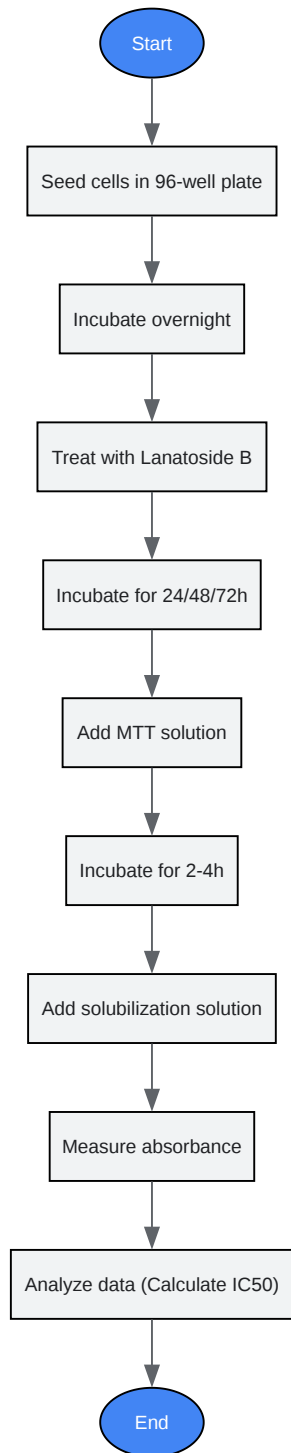 Start
Seed cells in 96-well plate
Incubate overnight
Treat with Lanatoside B
Incubate for 24/48/72h
Add MTT solution
Incubate for 2-4h
Add solubilization solution
Measure absorbance
Analyze data (Calculate IC50)
End